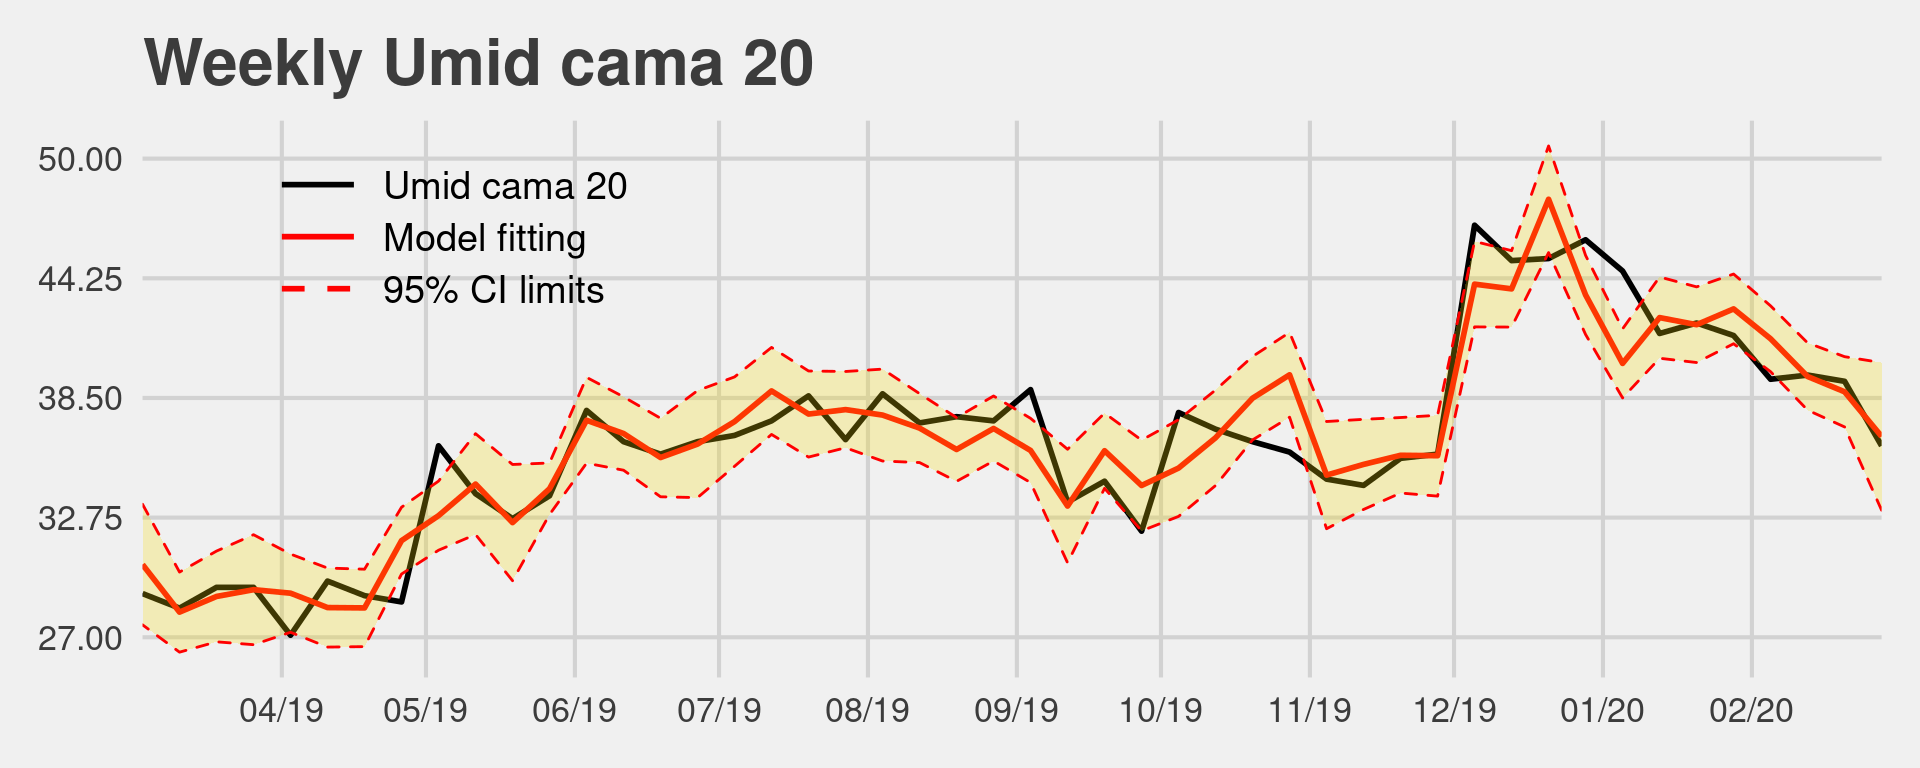 Weekly Umid cama 20
50.00
44.25
38.50
32.75
27.00
Umid cama 20
Model fitting
95% CI limits
04/19 05/19 06/19 07/19 08/19 09/19 10/19 11/19 12/19 01/20 02/20